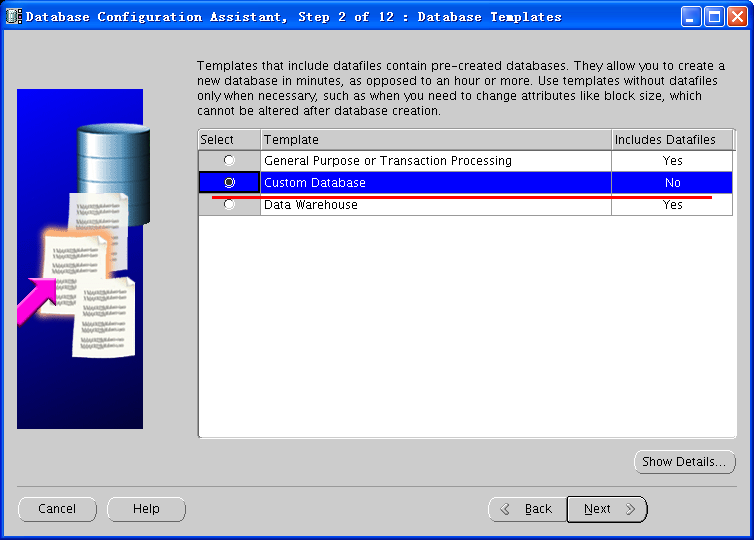 Database Configuration Assistant, Step 2 of 12 : Database Templates
Templates that include datafiles contain pre-created databases. They allow you to create a
new database in minutes, as opposed to an hour or more. Use templates without datafiles
only when necessary, such as when you need to change attributes like block size, which
cannot be altered after database creation.
Select Template Includes Datafiles
General Purpose or Transaction Processing Yes
Custom Database No
Data Warehouse Yes
Show Details...
Cancel Help Back Next